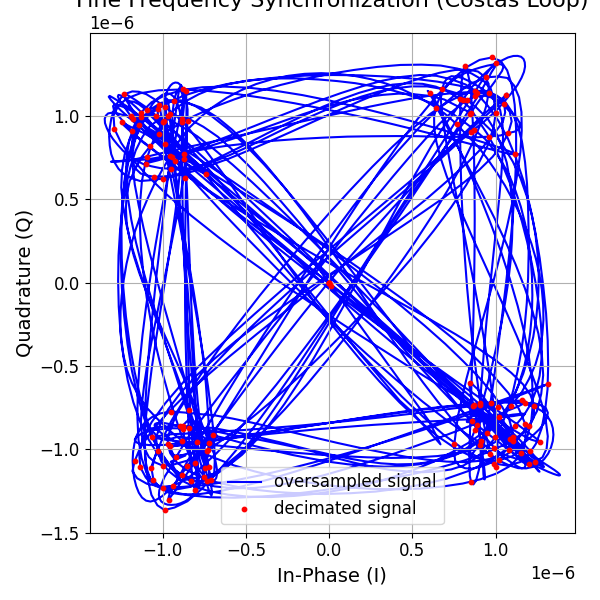 Fine Frequency Synchronization (Costas Loop)
1e−6
1.0
0.5
0.0
−0.5
−1.0
−1.5
Quadrature (Q)
oversampled signal
decimated signal
−1.0
−0.5
0.0
0.5
1.0
1e−6
In-Phase (I)